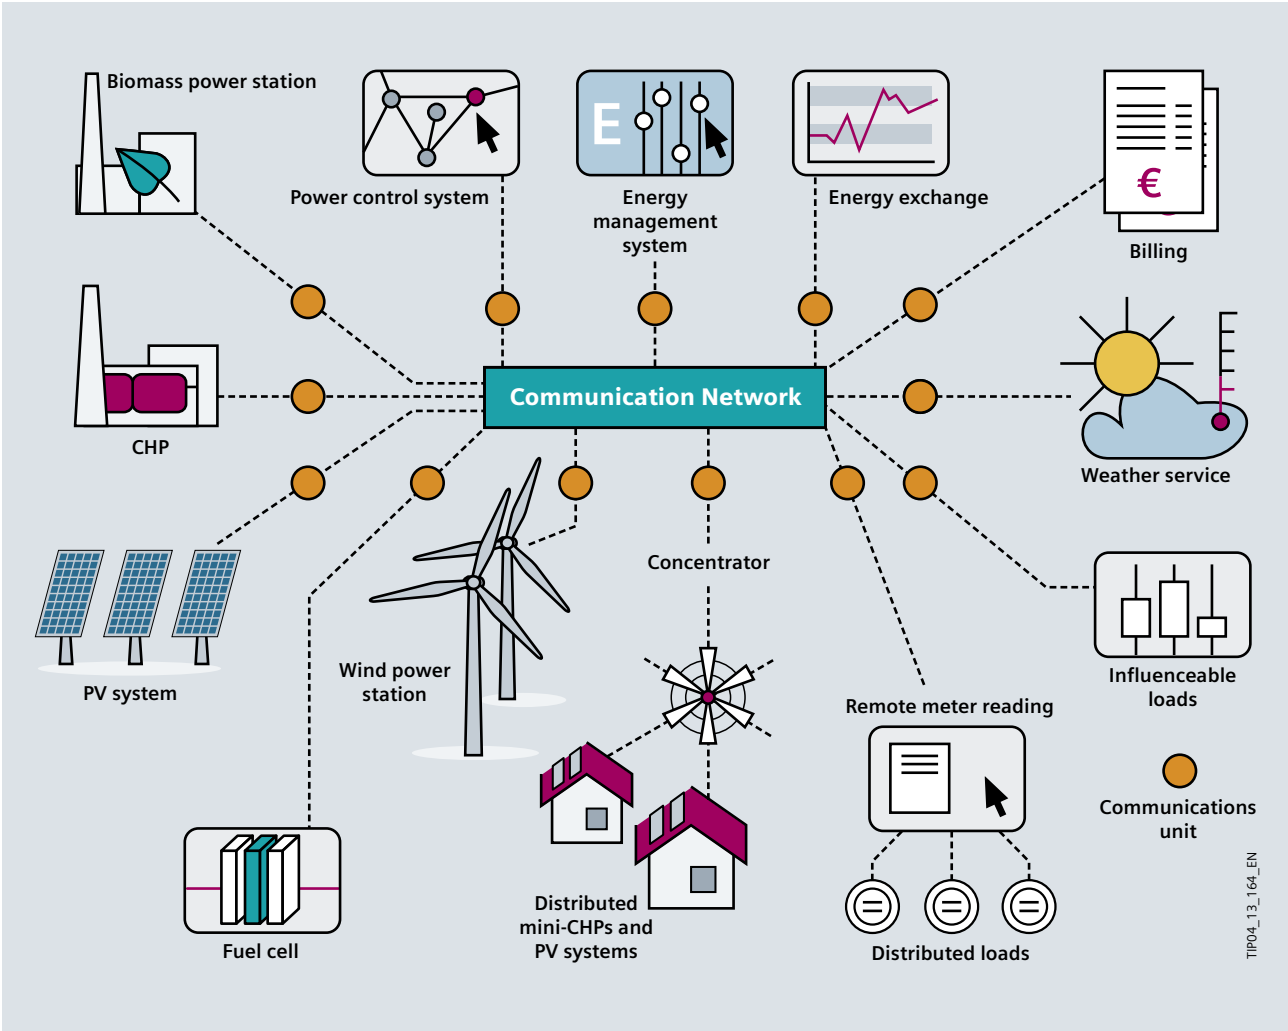 Biomass power station
Power control system
E
Energy
management
system
Energy exchange
€
Billing
CHP
Communication Network
Weather service
PV system
Wind power
station
Concentrator
Influenceable
loads
Remote meter reading
Communications
unit
Fuel cell
Distributed
mini-CHPs and
PV systems
Distributed loads
TIP04_13_164_EN